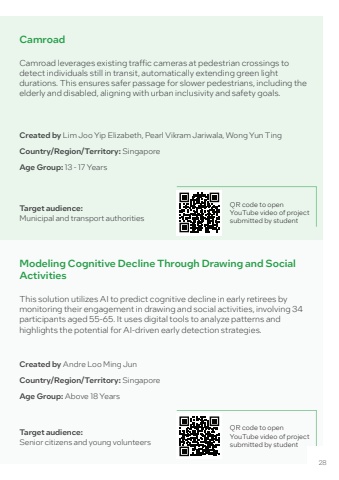 Camroad
Camroad leverages existing traffic cameras at pedestrian crossings to
detect individuals still in transit, automatically extending green light
durations. This ensures safer passage for slower pedestrians, including the
elderly and disabled, aligning with urban inclusivity and safety goals.
Created by Lim Joo Yip Elizabeth, Pearl Vikram Jariwala, Wong Yun Ting
Country/Region/Territory: Singapore
Age Group: 13 - 17 Years
Target audience:
Municipal and transport authorities
QR code to open
YouTube video of project
submitted by student
Modeling Cognitive Decline Through Drawing and Social
Activities
This solution utilizes AI to predict cognitive decline in early retirees by
monitoring their engagement in drawing and social activities, involving 34
participants aged 55-65. It uses digital tools to analyze patterns and
highlights the potential for AI-driven early detection strategies.
Created by Andre Loo Ming Jun
Country/Region/Territory: Singapore
Age Group: Above 18 Years
Target audience:
Senior citizens and young volunteers
QR code to open
YouTube video of project
submitted by student
28